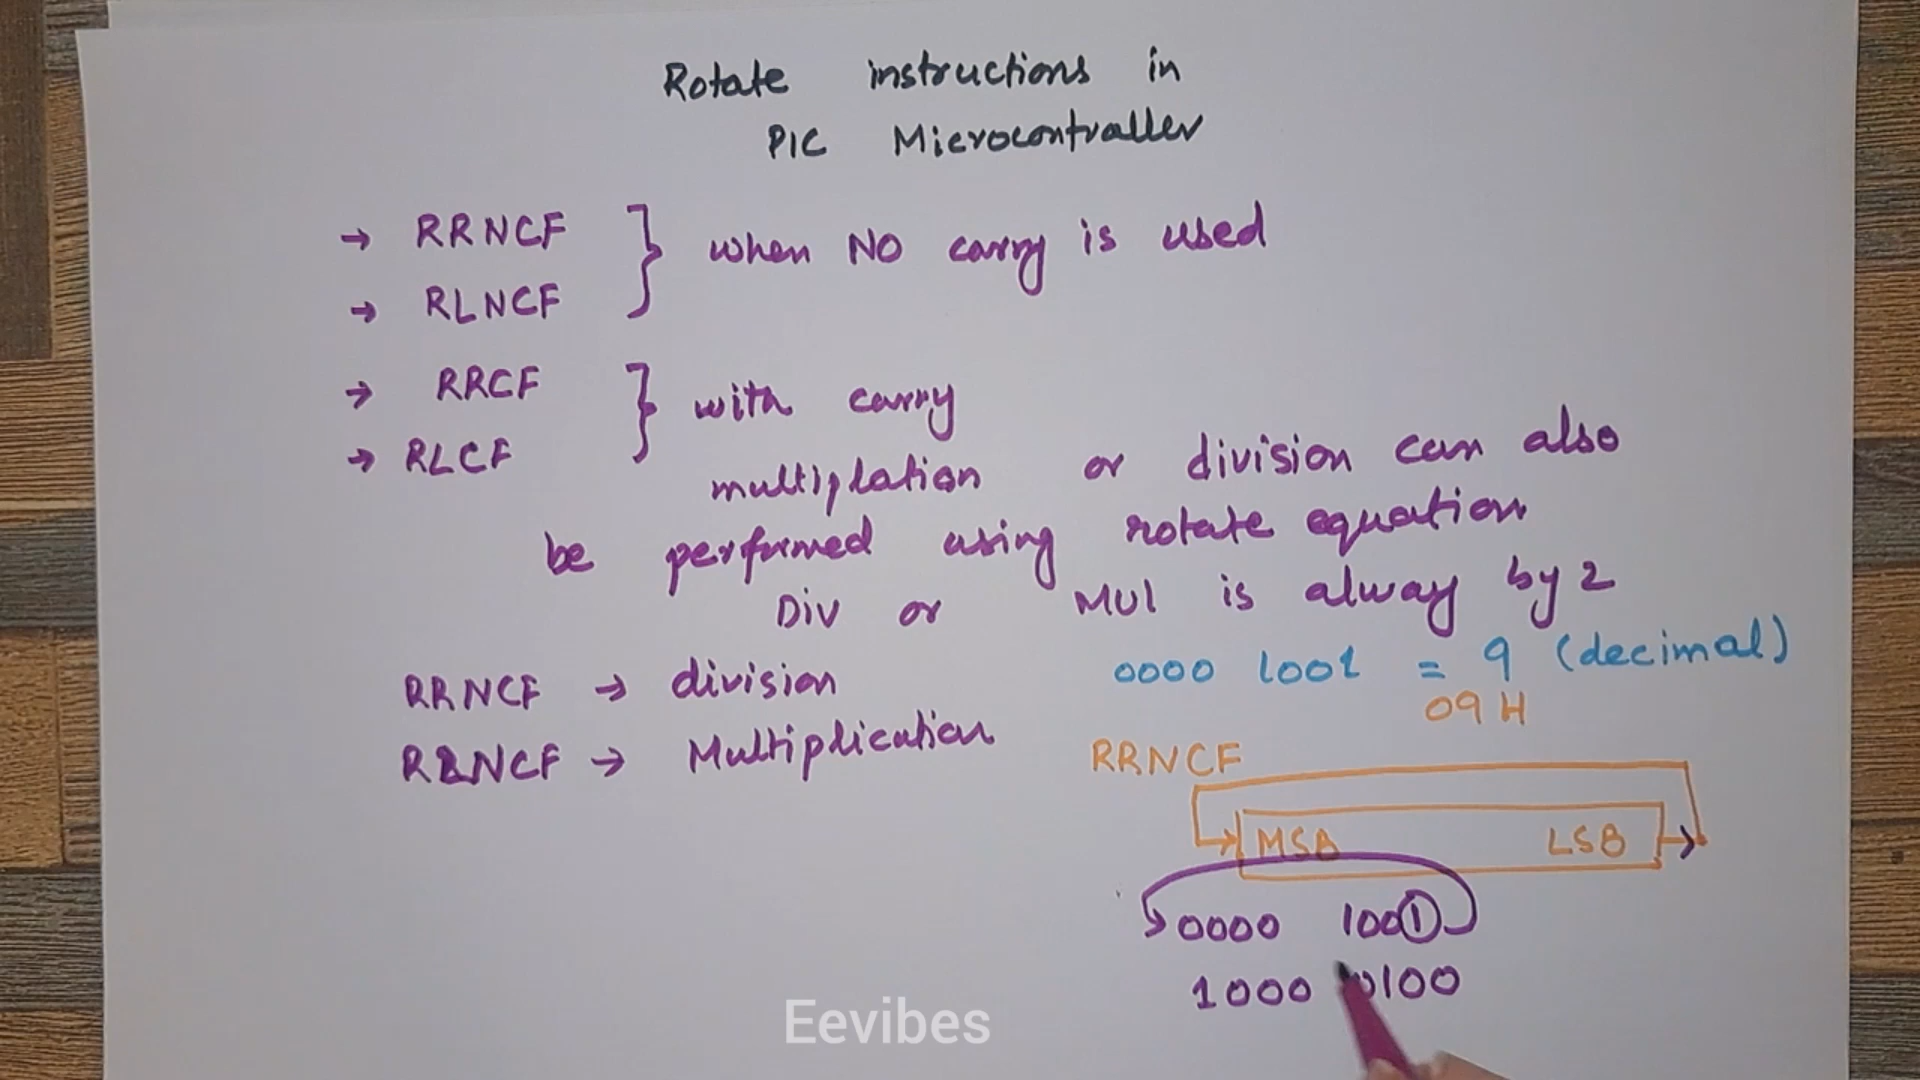 Rotate instructions in
PIC Microcontraller
→ RRNCF } when NO carry is used
→ RLNCF
→ RRCF } with carry
→ RLCF
multiplation or division can also
be performed using rotate equation
Div or MUl is alway by 2
0000 1001 = 9 (decimal)
09 H
RRNCF → division
RLNCF → Multiplication
RRNCF
MSB LSB
0000 1001
1000 0100
Eevibes